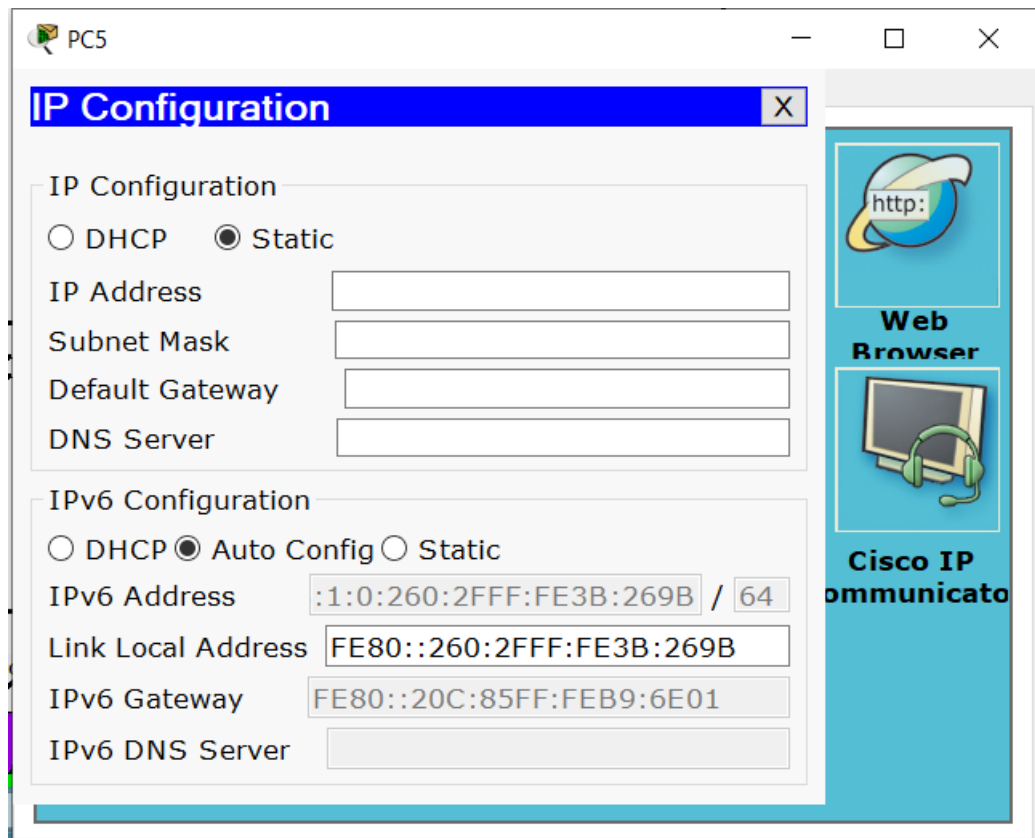 PC5
IP Configuration X
IP Configuration
DHCP Static
IP Address
Subnet Mask
Default Gateway
DNS Server
IPv6 Configuration
DHCP Auto Config Static
IPv6 Address :1:0:260:2FFF:FE3B:269B / 64
Link Local Address FE80::260:2FFF:FE3B:269B
IPv6 Gateway FE80::20C:85FF:FEB9:6E01
IPv6 DNS Server
http:
Web
Browser
Cisco IP
ommunicato